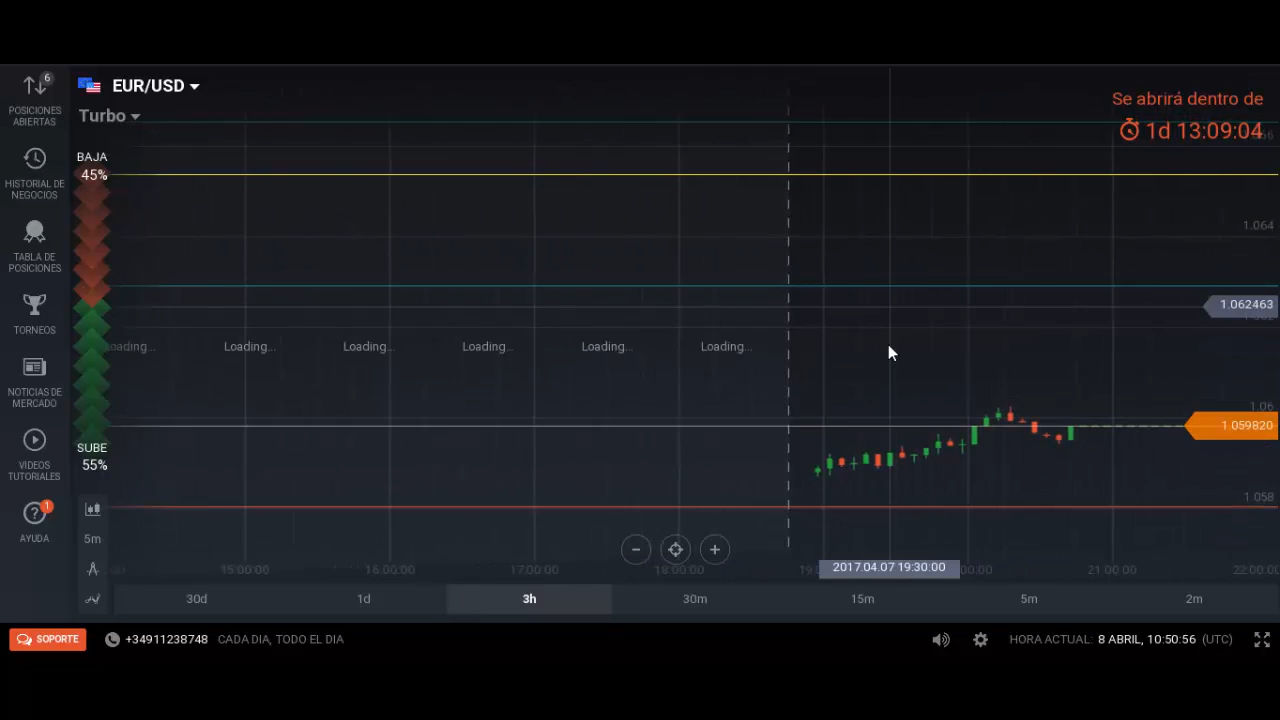 6
POSICIONES
ABIERTAS
HISTORIAL DE
NEGOCIOS
TABLA DE
POSICIONES
TORNEOS
NOTICIAS DE
MERCADO
VÍDEOS
TUTORIALES
1
AYUDA
EUR/USD
Turbo
BAJA
45%
SUBE
55%
5m
Se abrirá dentro de
1d 13:09:04
1.064
1.062463
1.06
1.059820
1.058
Loading... Loading... Loading... Loading... Loading...
15:00:00 16:00:00 17:00:00 18:00:00 2017.04.07 19:30:00 21:00:00 22:00:00
30d 1d 3h 30m 15m 5m 2m
SOPORTE +34911238748 CADA DIA, TODO EL DIA HORA ACTUAL: 8 ABRIL, 10:50:56 (UTC)